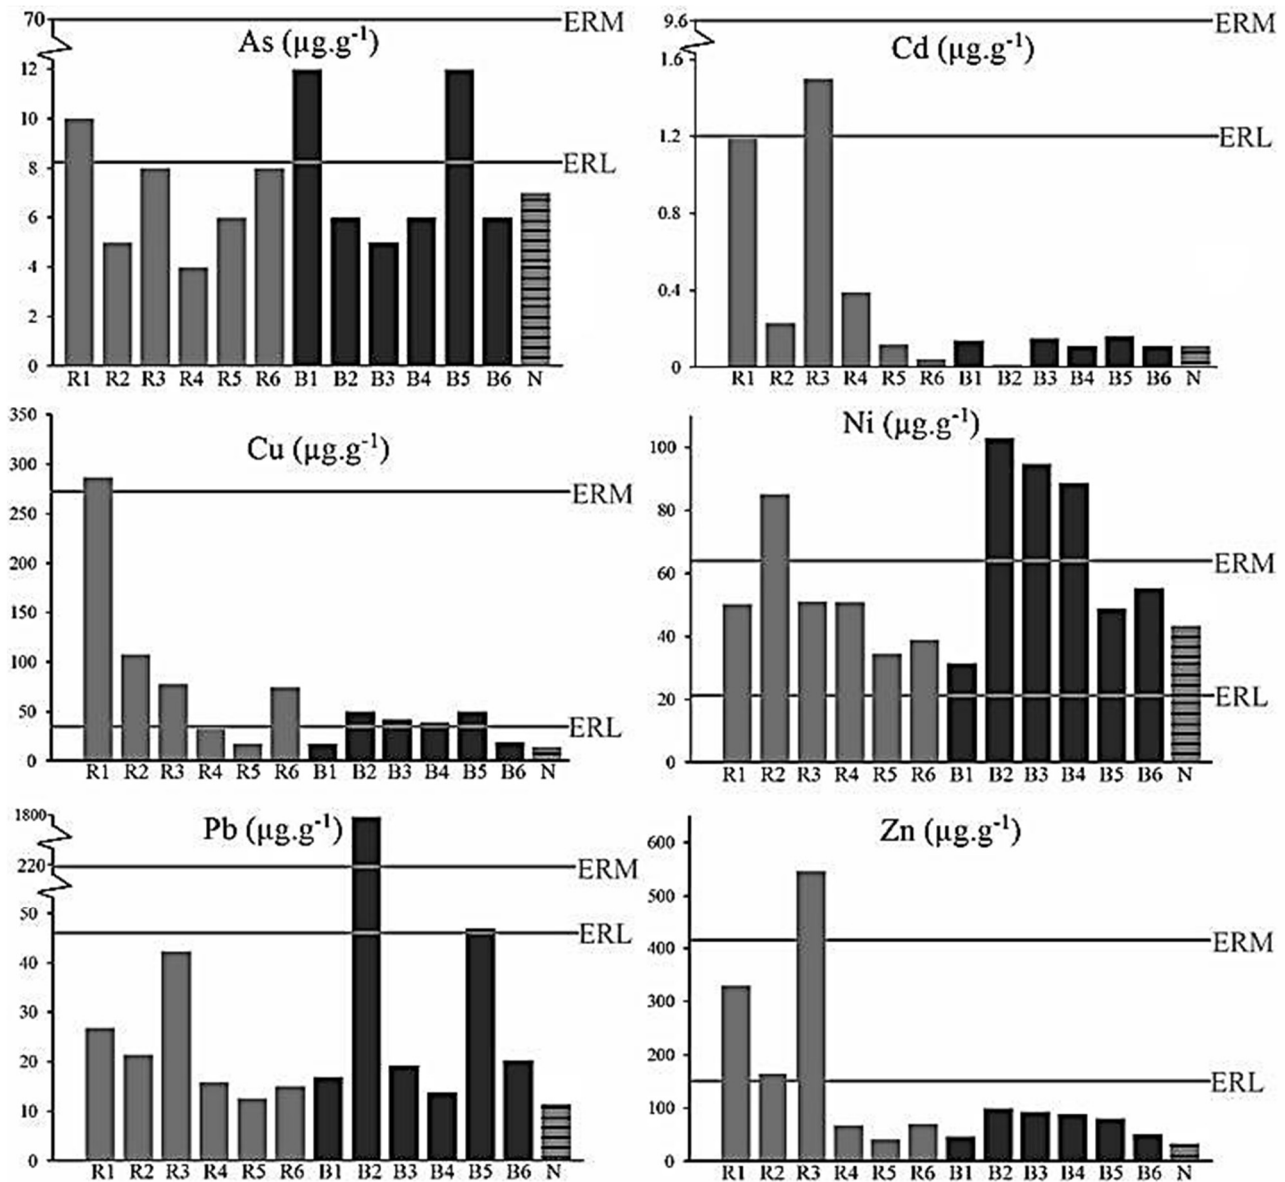 70
ERM
As (µg.g⁻¹)
12
10
ERL
8
6
4
2
0
R1 R2 R3 R4 R5 R6 B1 B2 B3 B4 B5 B6 N
9.6
ERM
Cd (µg.g⁻¹)
1.6
1.2
ERL
0.8
0.4
0
R1 R2 R3 R4 R5 R6 B1 B2 B3 B4 B5 B6 N
350
Cu (µg.g⁻¹)
300
ERM
250
200
150
100
50
ERL
0
R1 R2 R3 R4 R5 R6 B1 B2 B3 B4 B5 B6 N
Ni (µg.g⁻¹)
100
80
ERM
60
40
20
ERL
0
R1 R2 R3 R4 R5 R6 B1 B2 B3 B4 B5 B6 N
1800
Pb (µg.g⁻¹)
220
ERM
50
ERL
40
30
20
10
0
R1 R2 R3 R4 R5 R6 B1 B2 B3 B4 B5 B6 N
Zn (µg.g⁻¹)
600
500
400
ERM
300
200
ERL
100
0
R1 R2 R3 R4 R5 R6 B1 B2 B3 B4 B5 B6 N